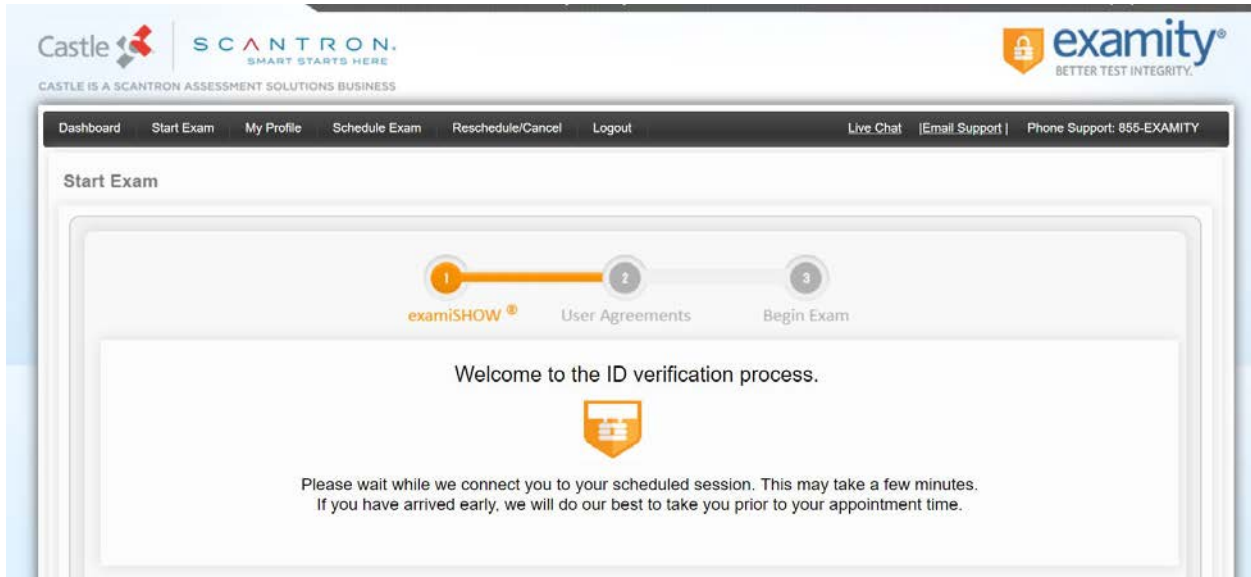 Castle
SCANTRON.
SMART STARTS HERE
CASTLE IS A SCANTRON ASSESSMENT SOLUTIONS BUSINESS
examity®
BETTER TEST INTEGRITY.
Dashboard Start Exam My Profile Schedule Exam Reschedule/Cancel Logout Live Chat |Email Support| Phone Support: 855-EXAMITY
Start Exam
1 2 3
examiSHOW ® User Agreements Begin Exam
Welcome to the ID verification process.
Please wait while we connect you to your scheduled session. This may take a few minutes.
If you have arrived early, we will do our best to take you prior to your appointment time.